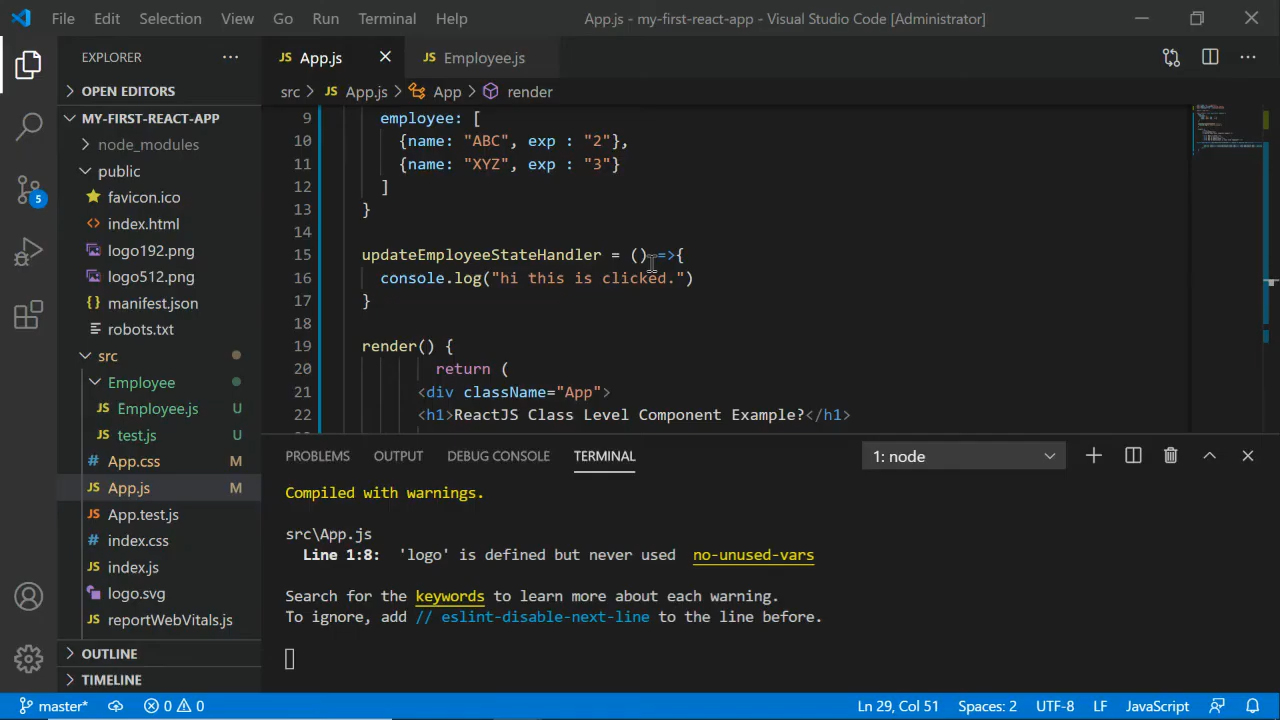 File Edit Selection View Go Run Terminal Help App.js - my-first-react-app - Visual Studio Code [Administrator]
EXPLORER
OPEN EDITORS
MY-FIRST-REACT-APP
node_modules
public
favicon.ico
index.html
logo192.png
logo512.png
manifest.json
robots.txt
src
Employee
JS Employee.js U
JS test.js U
# App.css M
JS App.js M
JS App.test.js
# index.css
JS index.js
logo.svg
JS reportWebVitals.js
OUTLINE
TIMELINE
5
JS App.js JS Employee.js
src > JS App.js > App > render
9 employee: [
10 {name: "ABC", exp : "2"},
11 {name: "XYZ", exp : "3"}
12 ]
13 }
14
15 updateEmployeeStateHandler = () =>{
16 console.log("hi this is clicked.")
17 }
18
19 render() {
20 return (
21 <div className="App">
22 <h1>ReactJS Class Level Component Example?</h1>
PROBLEMS OUTPUT DEBUG CONSOLE TERMINAL 1: node
Compiled with warnings.
src\App.js
Line 1:8: 'logo' is defined but never used no-unused-vars
Search for the keywords to learn more about each warning.
To ignore, add // eslint-disable-next-line to the line before.
master* 0 0 Ln 29, Col 51 Spaces: 2 UTF-8 LF JavaScript